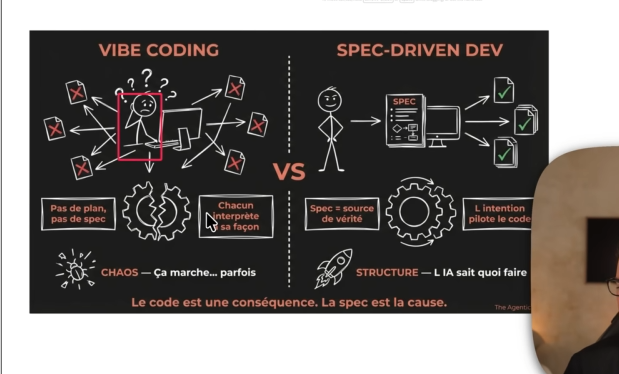 VIBE CODING
SPEC-DRIVEN DEV
? ? ? ? ?
SPEC
VS
Pas de plan,
pas de spec
Chacun
interprète
sa façon
Spec = source
de vérité
L intention
pilote le code
CHAOS — Ça marche... parfois
STRUCTURE — L IA sait quoi faire
Le code est une conséquence. La spec est la cause.
The Agentic